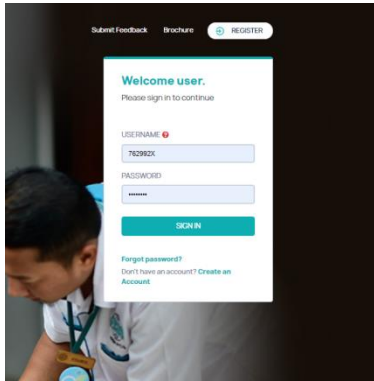 Submit Feedback Brochure REGISTER
Welcome user.
Please sign in to continue
USERNAME ?
762992X
PASSWORD
••••••••
SIGN IN
Forgot password?
Don't have an account? Create an
Account